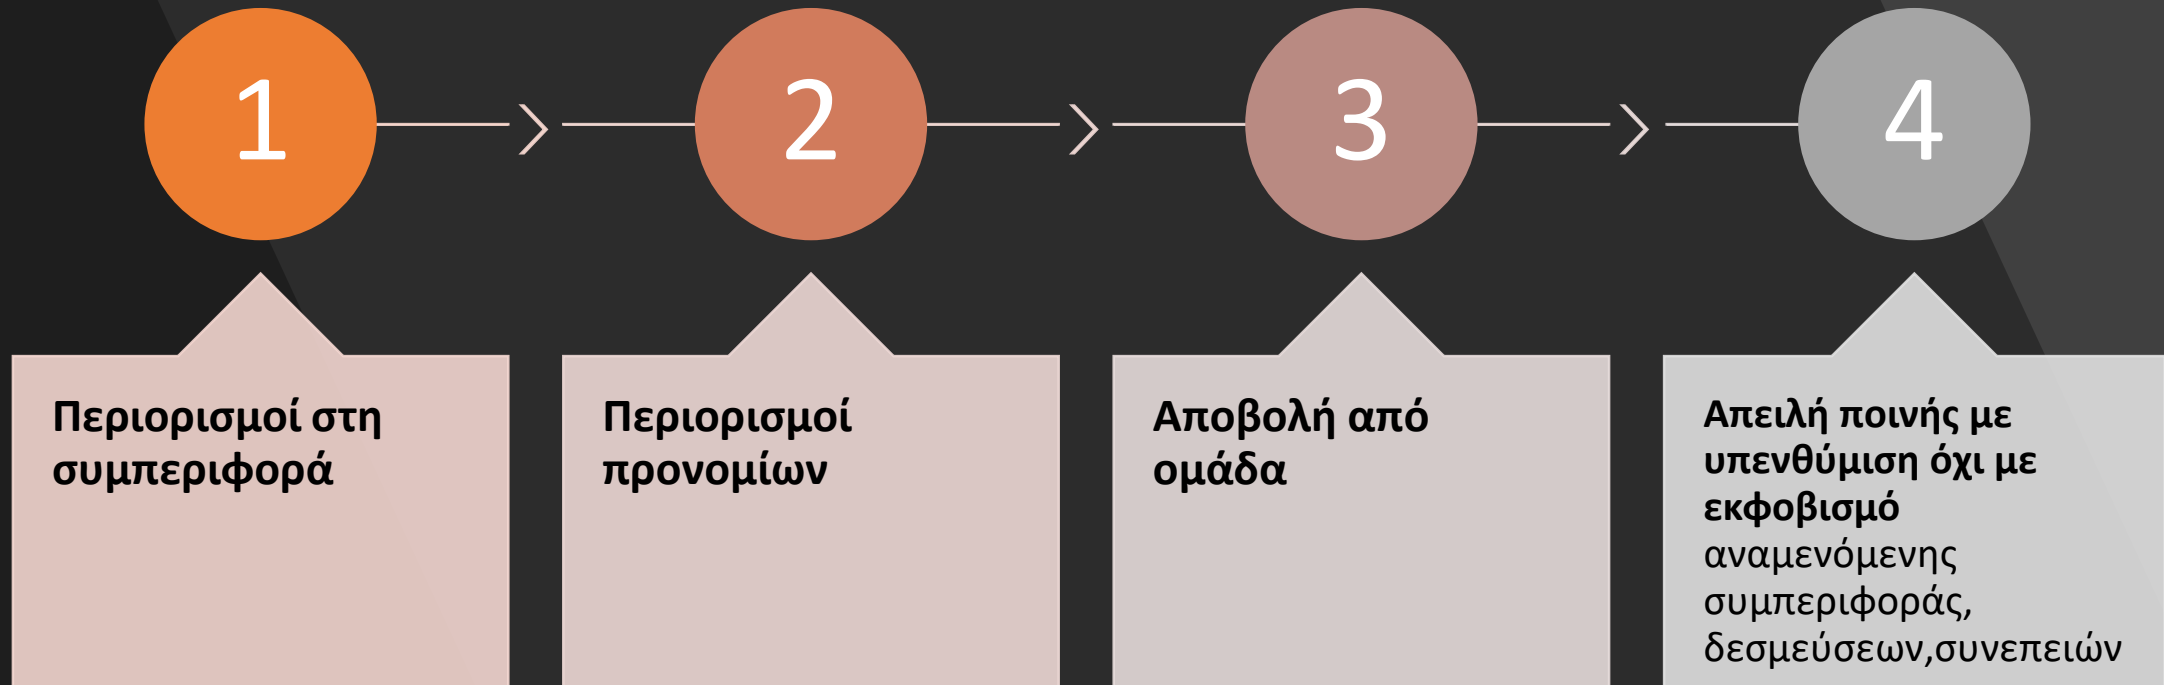 1
2
3
4
Περιορισμοί στη
συμπεριφορά
Περιορισμοί
προνομίων
Αποβολή από
ομάδα
Απειλή ποινής με
υπενθύμιση όχι με
εκφοβισμό
αναμενόμενης
συμπεριφοράς,
δεσμεύσεων,συνεπειών